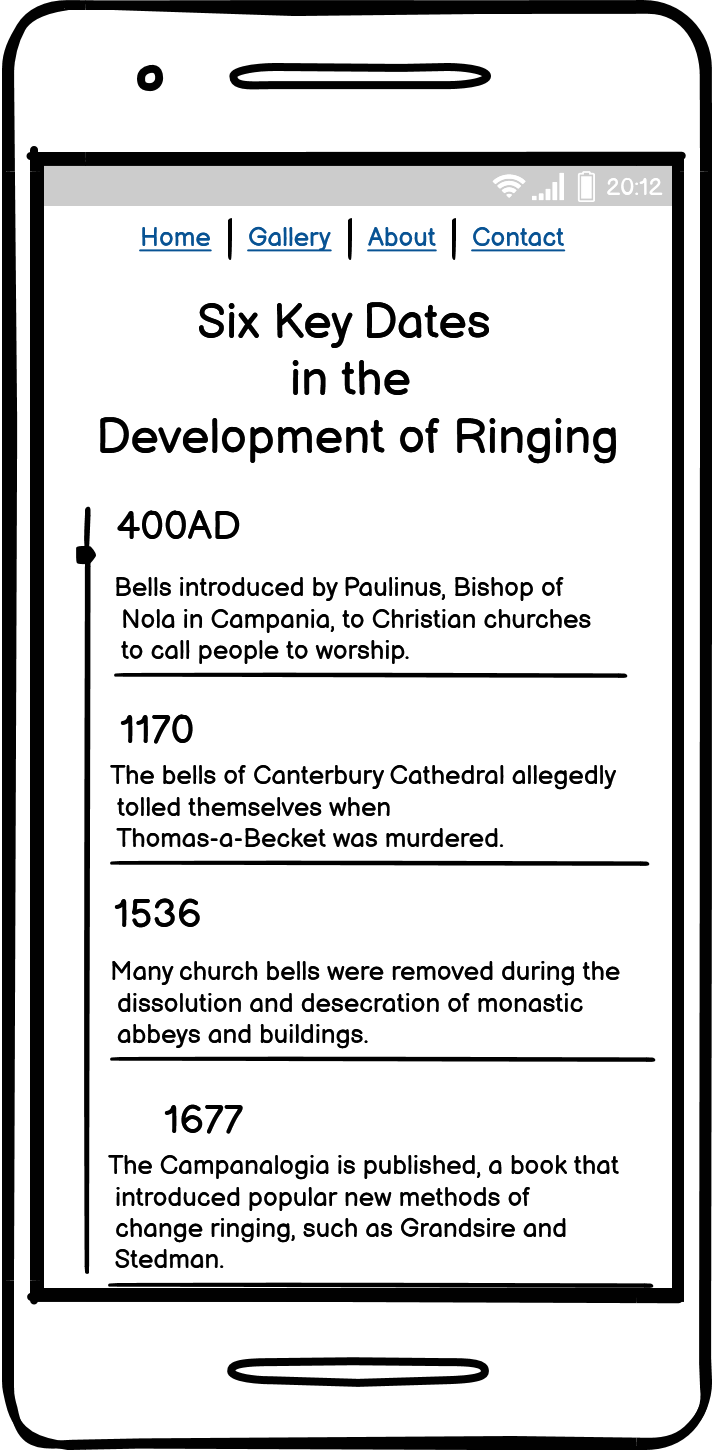 20:12
Home | Gallery | About | Contact
Six Key Dates
in the
Development of Ringing
400AD
Bells introduced by Paulinus, Bishop of
Nola in Campania, to Christian churches
to call people to worship.
1170
The bells of Canterbury Cathedral allegedly
tolled themselves when
Thomas-a-Becket was murdered.
1536
Many church bells were removed during the
dissolution and desecration of monastic
abbeys and buildings.
1677
The Campanalogia is published, a book that
introduced popular new methods of
change ringing, such as Grandsire and
Stedman.